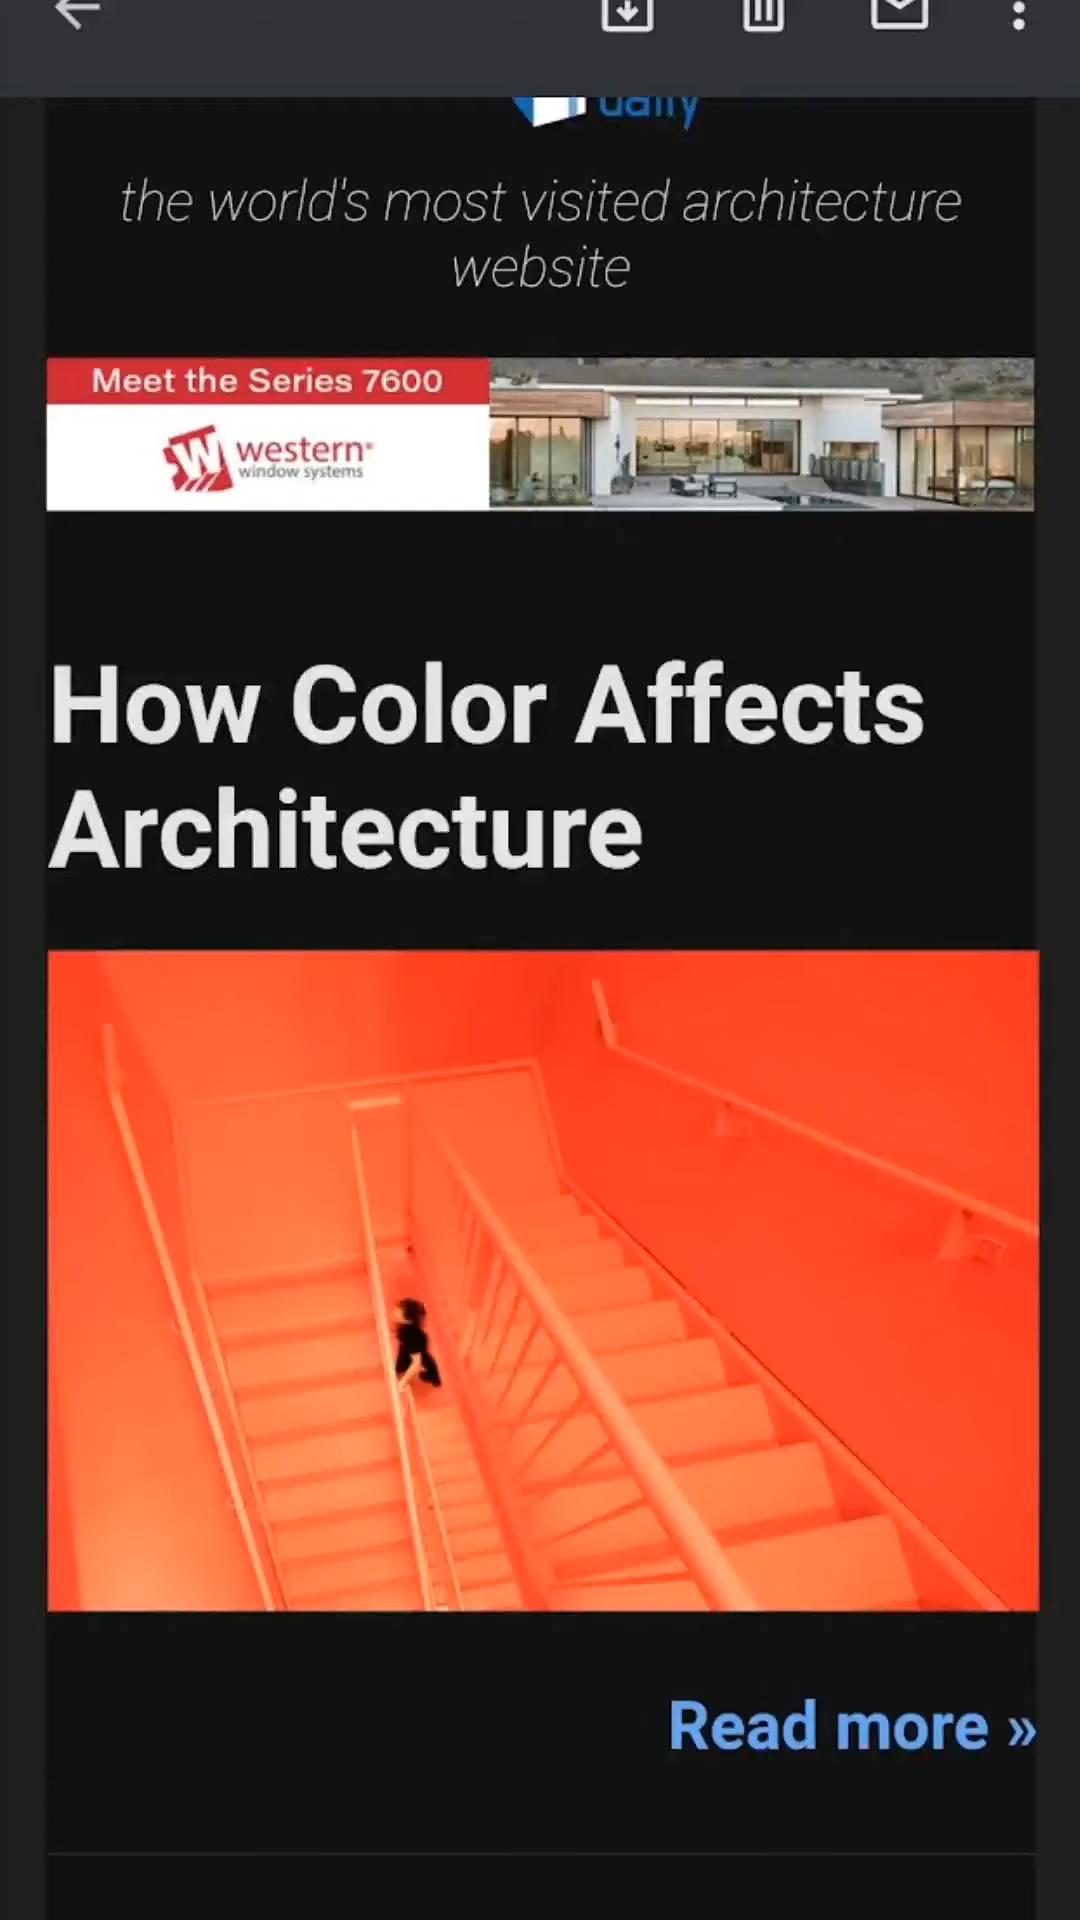 daily
the world's most visited architecture
website
Meet the Series 7600
W western®
window systems
How Color Affects
Architecture
Read more »